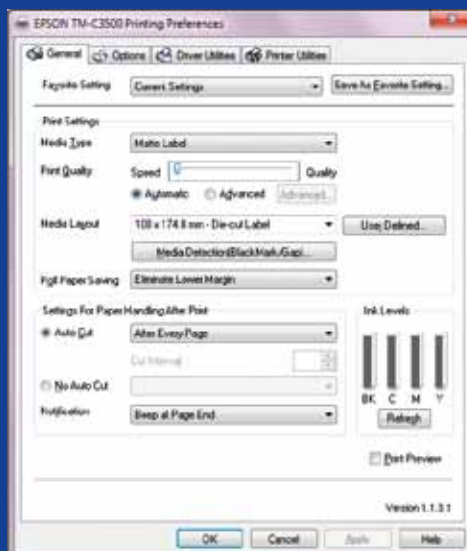 EPSON TM-C3500 Printing Preferences
General Options Driver Utilities Printer Utilities
Favorite Setting Current Settings Save As Favorite Setting...
Print Settings
Media Type Matte Label
Print Quality Speed Quality
Automatic Advanced Advanced...
Media Layout 108 x 174.8 mm - Die-cut Label User Defined...
Media Detection(BlackMark/Gap)...
Roll Paper Saving Eliminate Lower Margin
Settings For Paper Handling After Print Ink Levels
Auto Cut After Every Page
Cut Interval
No Auto Cut
BK C M Y
Notification Beep at Page End Refresh
Print Preview
Version 1.1.3.1
OK Cancel Apply Help